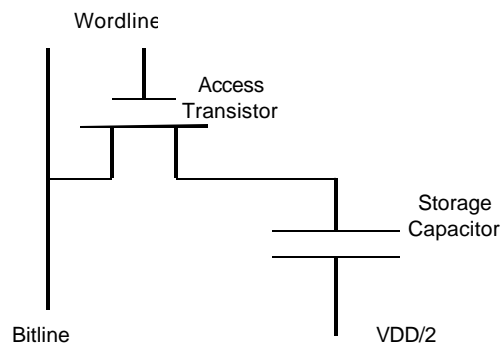 Wordline
Access
Transistor
Storage
Capacitor
Bitline
VDD/2